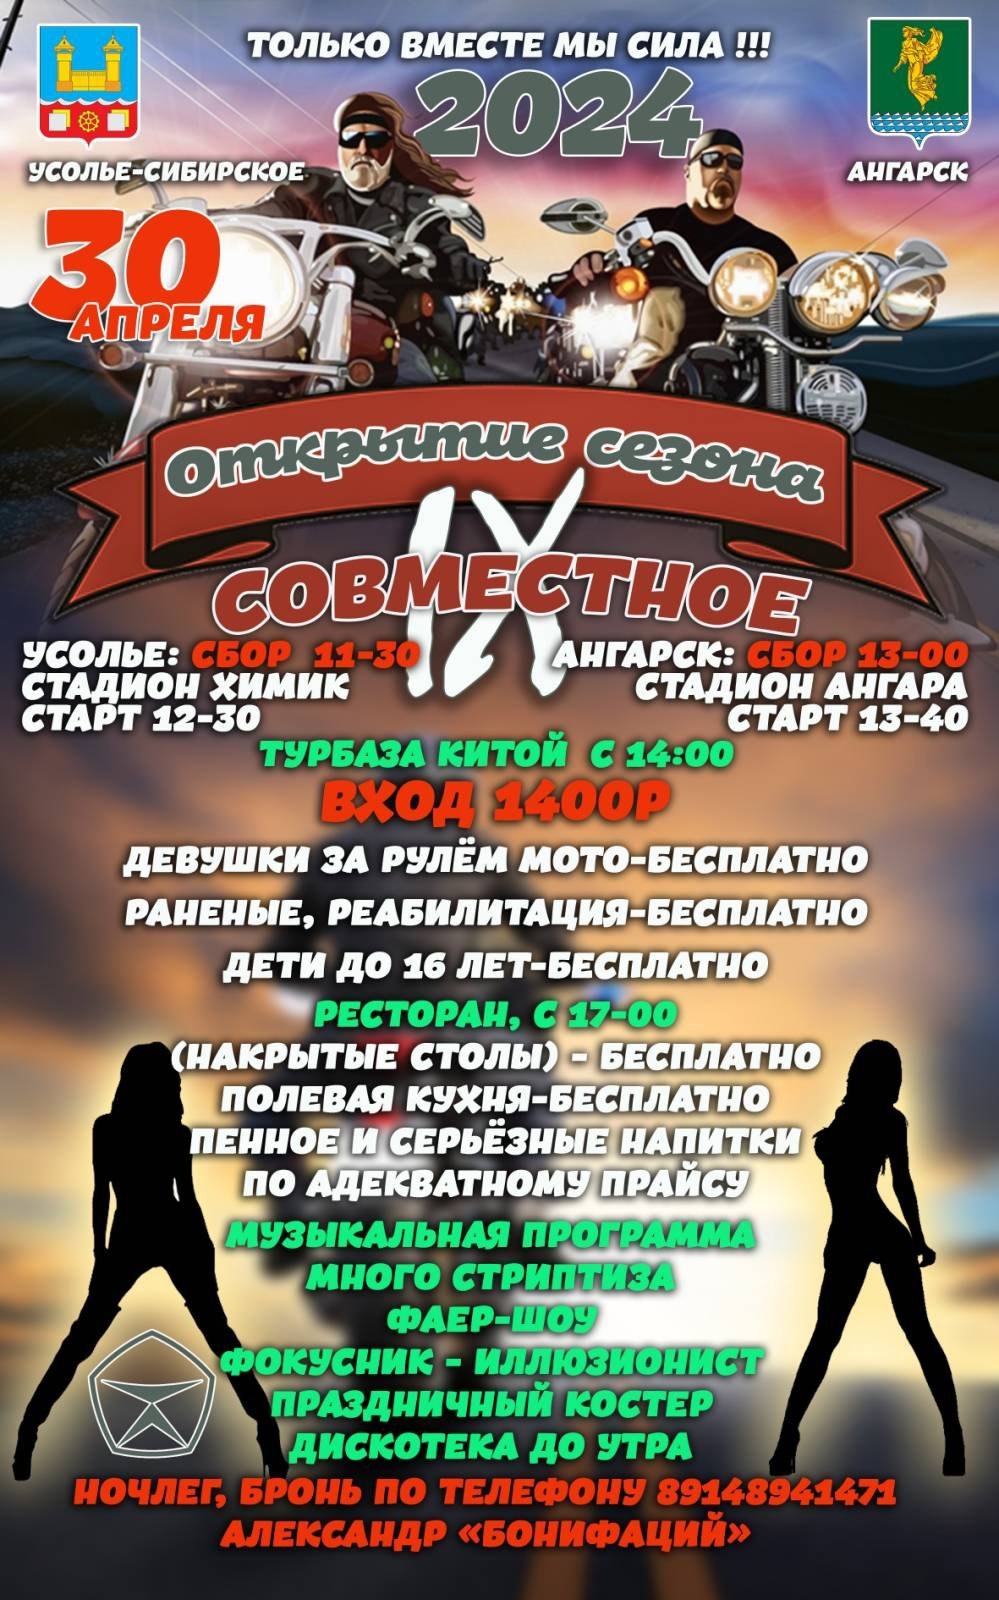 ТОЛЬКО ВМЕСТЕ МЫ СИЛА !!!
2024
УСОЛЬЕ-СИБИРСКОЕ
АНГАРСК
30
АПРЕЛЯ
Открытие сезона
IX
СОВМЕСТНОЕ
УСОЛЬЕ: СБОР 11-30
СТАДИОН ХИМИК
СТАРТ 12-30
АНГАРСК: СБОР 13-00
СТАДИОН АНГАРА
СТАРТ 13-40
ТУРБАЗА КИТОЙ С 14:00
ВХОД 1400Р
ДЕВУШКИ ЗА РУЛЁМ МОТО-БЕСПЛАТНО
РАНЕНЫЕ, РЕАБИЛИТАЦИЯ-БЕСПЛАТНО
ДЕТИ ДО 16 ЛЕТ-БЕСПЛАТНО
РЕСТОРАН, С 17-00
(НАКРЫТЫЕ СТОЛЫ) - БЕСПЛАТНО
ПОЛЕВАЯ КУХНЯ-БЕСПЛАТНО
ПЕННОЕ И СЕРЬЁЗНЫЕ НАПИТКИ
ПО АДЕКВАТНОМУ ПРАЙСУ
МУЗЫКАЛЬНАЯ ПРОГРАММА
МНОГО СТРИПТИЗА
ФАЕР-ШОУ
ФОКУСНИК - ИЛЛЮЗИОНИСТ
ПРАЗДНИЧНЫЙ КОСТЕР
ДИСКОТЕКА ДО УТРА
НОЧЛЕГ, БРОНЬ ПО ТЕЛЕФОНУ 89148941471
АЛЕКСАНДР «БОНИФАЦИЙ»